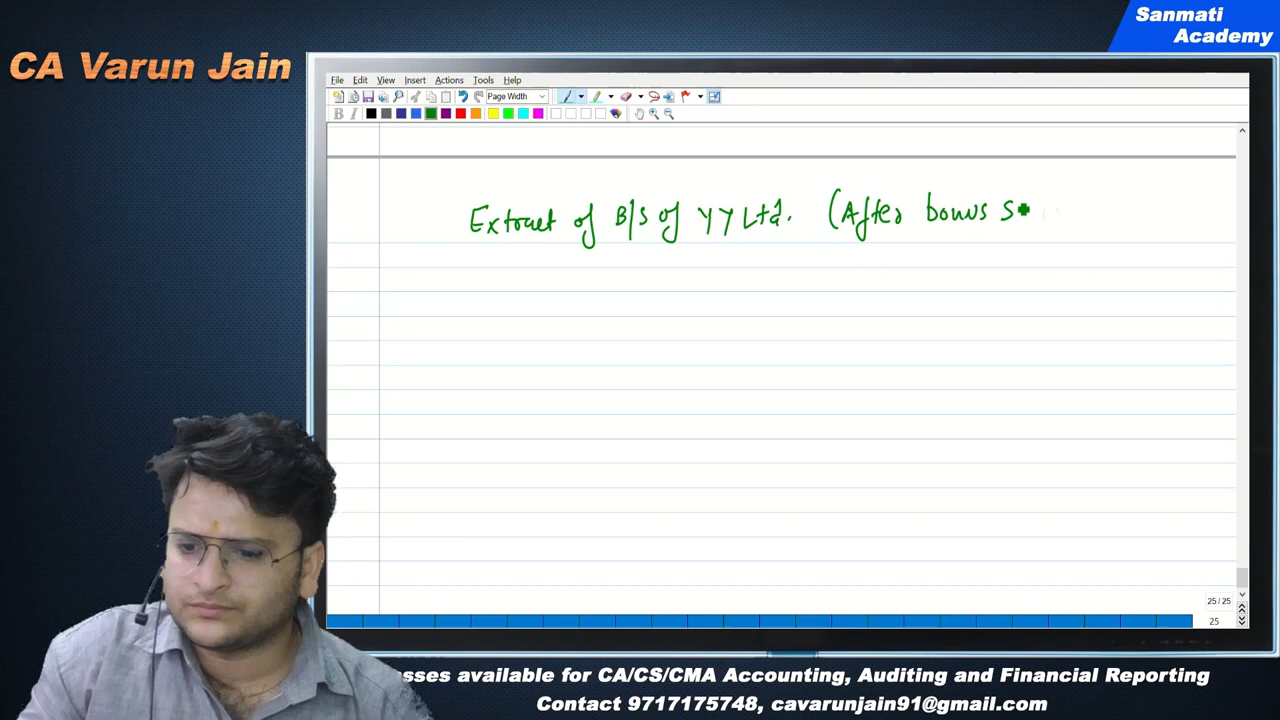 Sanmati
Academy
CA Varun Jain
File Edit View Insert Actions Tools Help
Page Width
B I
Extract of B/S of YY Ltd. (After bonus S
25/25
25
asses available for CA/CS/CMA Accounting, Auditing and Financial Reporting
Contact 9717175748, cavarunjain91@gmail.com